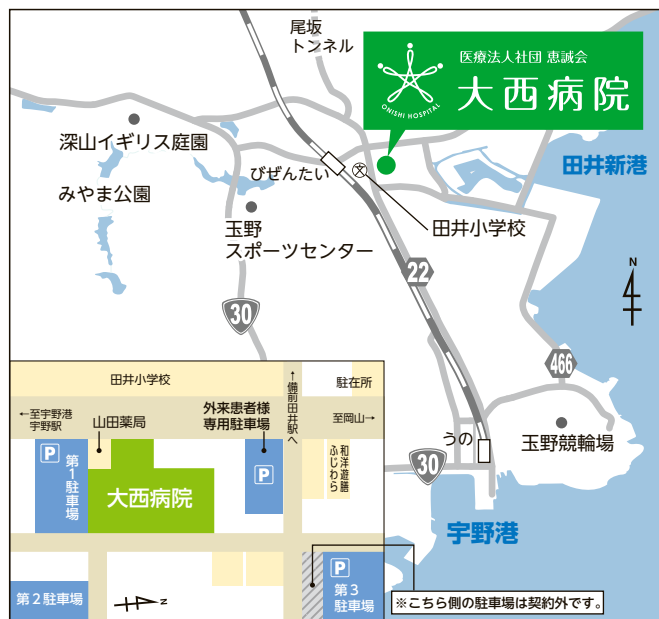 尾坂
トンネル
医療法人社団 恵誠会
大西病院
ONISHI HOSPITAL
深山イギリス庭園
びぜんたい
文
田井新港
みやま公園
田井小学校
玉野
スポーツセンター
22
N
30
466
うの
玉野競輪場
30
宇野港
田井小学校
↑備前田井駅へ
駐在所
←至宇野港
宇野駅
山田薬局
外来患者様
専用駐車場
至岡山→
P
第1駐車場
大西病院
P
和洋遊膳
ふじわら
P
第2駐車場
N
第3
駐車場
※こちら側の駐車場は契約外です。